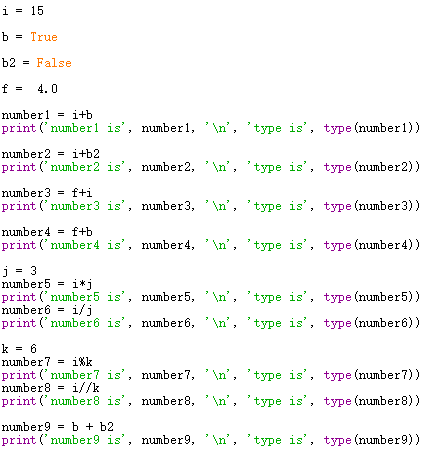 i = 15
b = True
b2 = False
f =  4.0
number1 = i+b
print('number1 is', number1, '\n', 'type is', type(number1))
number2 = i+b2
print('number2 is', number2, '\n', 'type is', type(number2))
number3 = f+i
print('number3 is', number3, '\n', 'type is', type(number3))
number4 = f+b
print('number4 is', number4, '\n', 'type is', type(number4))
j = 3
number5 = i*j
print('number5 is', number5, '\n', 'type is', type(number5))
number6 = i/j
print('number6 is', number6, '\n', 'type is', type(number6))
k = 6
number7 = i%k
print('number7 is', number7, '\n', 'type is', type(number7))
number8 = i//k
print('number8 is', number8, '\n', 'type is', type(number8))
number9 = b + b2
print('number9 is', number9, '\n', 'type is', type(number9))